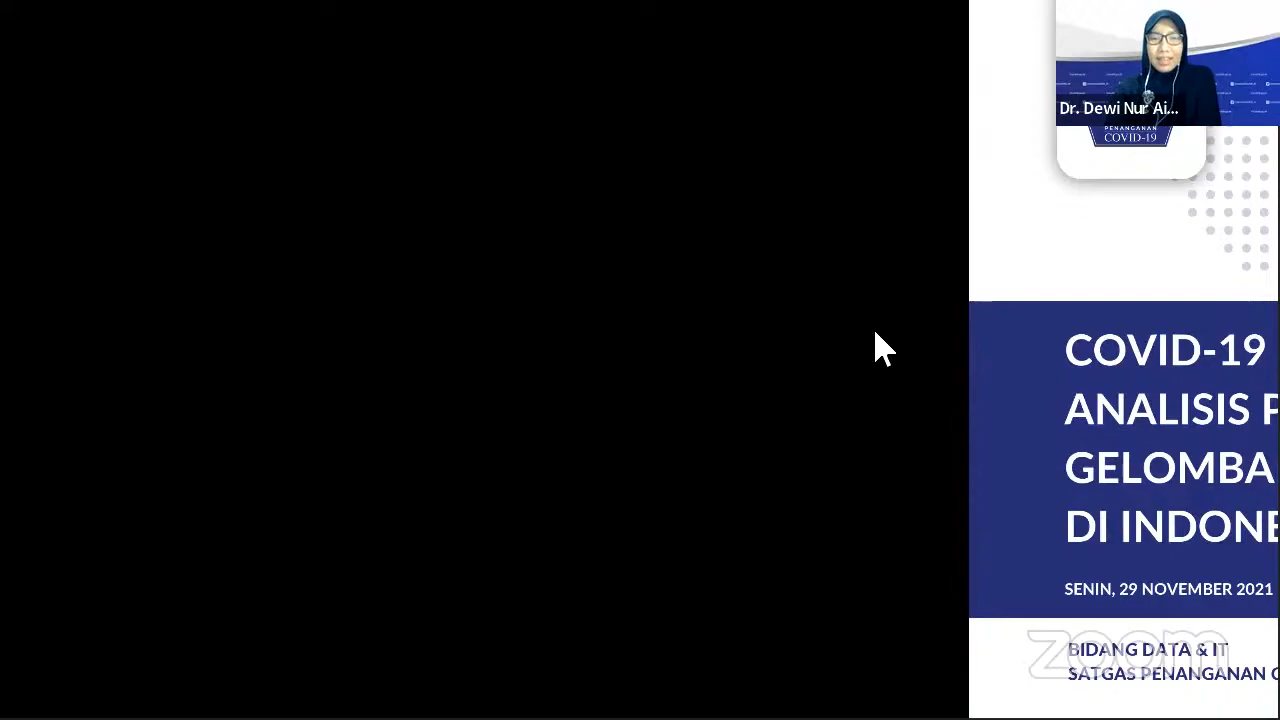 Dr. Dewi Nur Ai...
PENANGANAN
COVID-19
COVID-19
ANALISIS P
GELOMBA
DI INDONE
SENIN, 29 NOVEMBER 2021
BIDANG DATA & IT
SATGAS PENANGANAN C
zoom